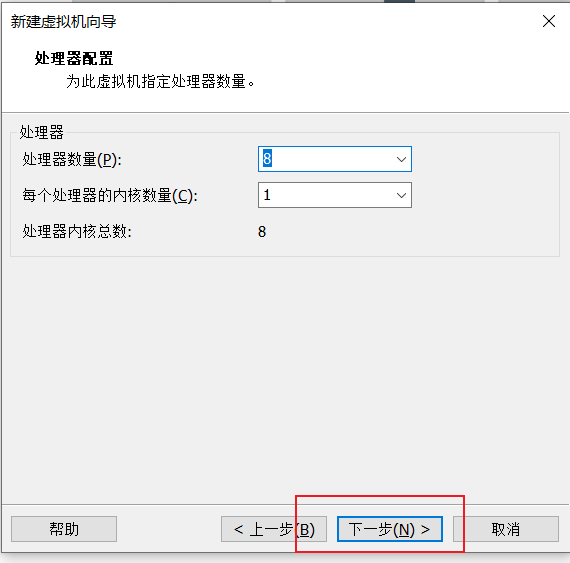 新建虚拟机向导
处理器配置
为此虚拟机指定处理器数量。
处理器
处理器数量(P): 8
每个处理器的内核数量(C): 1
处理器内核总数: 8
帮助 < 上一步(B) 下一步(N) > 取消